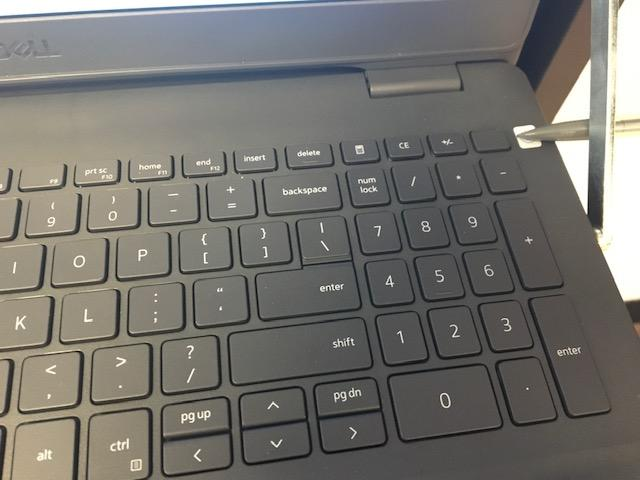 DELL
F9
prt sc
F10
home
F11
end
F12
insert
delete
CE
+/-
( 9
) 0
_ -
+ =
backspace
num
lock
/
*
-
I
O
P
{ [
} ]
| \
7
8
9
+
K
L
: ;
“ ‘
enter
4
5
6
< ,
> .
? /
shift
1
2
3
enter
alt
ctrl
pg up
<
^
v
pg dn
>
0
.